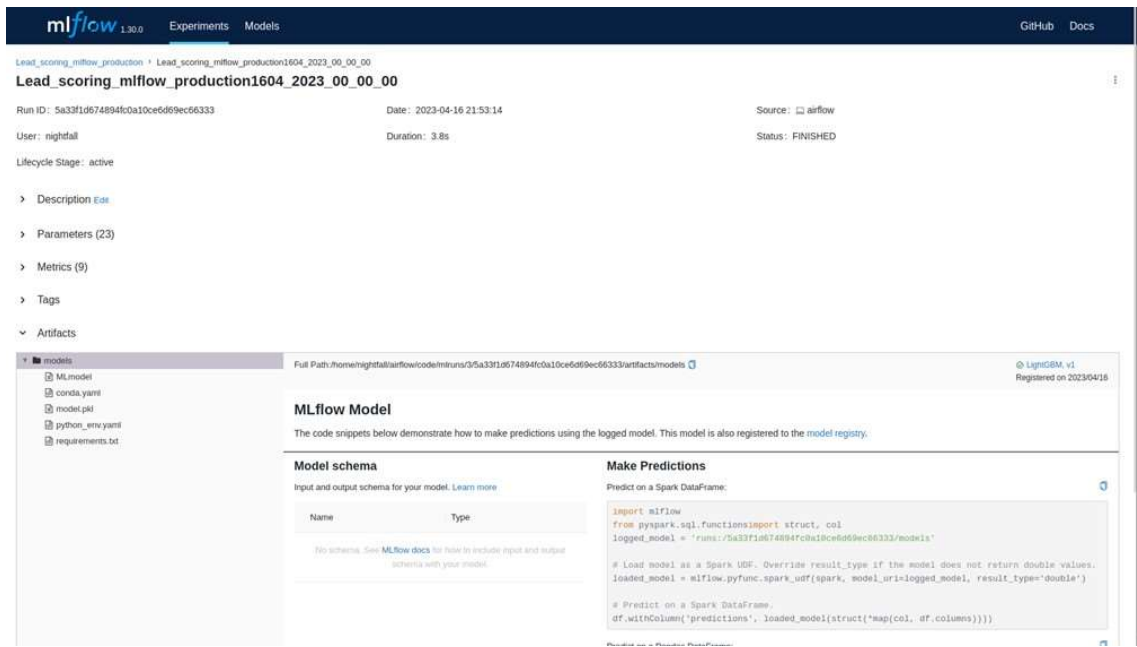 mlflow 1.30.0 Experiments Models GitHub Docs
Lead_scoring_mlflow_production › Lead_scoring_mlflow_production1604_2023_00_00_00
Lead_scoring_mlflow_production1604_2023_00_00_00
Run ID: 5a33f1d674894fc0a10ce6d69ec66333 Date: 2023-04-16 21:53:14 Source: airflow
User: nightfall Duration: 3.8s Status: FINISHED
Lifecycle Stage: active
Description Edit
Parameters (23)
Metrics (9)
Tags
Artifacts
models
MLmodel
conda.yaml
model.pkl
python_env.yaml
requirements.txt
Full Path:/home/nightfall/airflow/code/mlruns/3/5a33f1d674894fc0a10ce6d69ec66333/artifacts/models
LightGBM, v1
Registered on 2023/04/16
MLflow Model
The code snippets below demonstrate how to make predictions using the logged model. This model is also registered to the model registry.
Model schema
Input and output schema for your model. Learn more
Name Type
No schema. See MLflow docs for how to include input and output
schema with your model.
Make Predictions
Predict on a Spark DataFrame:
import mlflow
from pyspark.sql.functionsimport struct, col
logged_model = 'runs:/5a33f1d674894fc0a10ce6d69ec66333/models'
# Load model as a Spark UDF. Override result_type if the model does not return double values.
loaded_model = mlflow.pyfunc.spark_udf(spark, model_uri=logged_model, result_type='double')
# Predict on a Spark DataFrame.
df.withColumn('predictions', loaded_model(struct(*map(col, df.columns))))
Predict on a Pandas DataFrame: